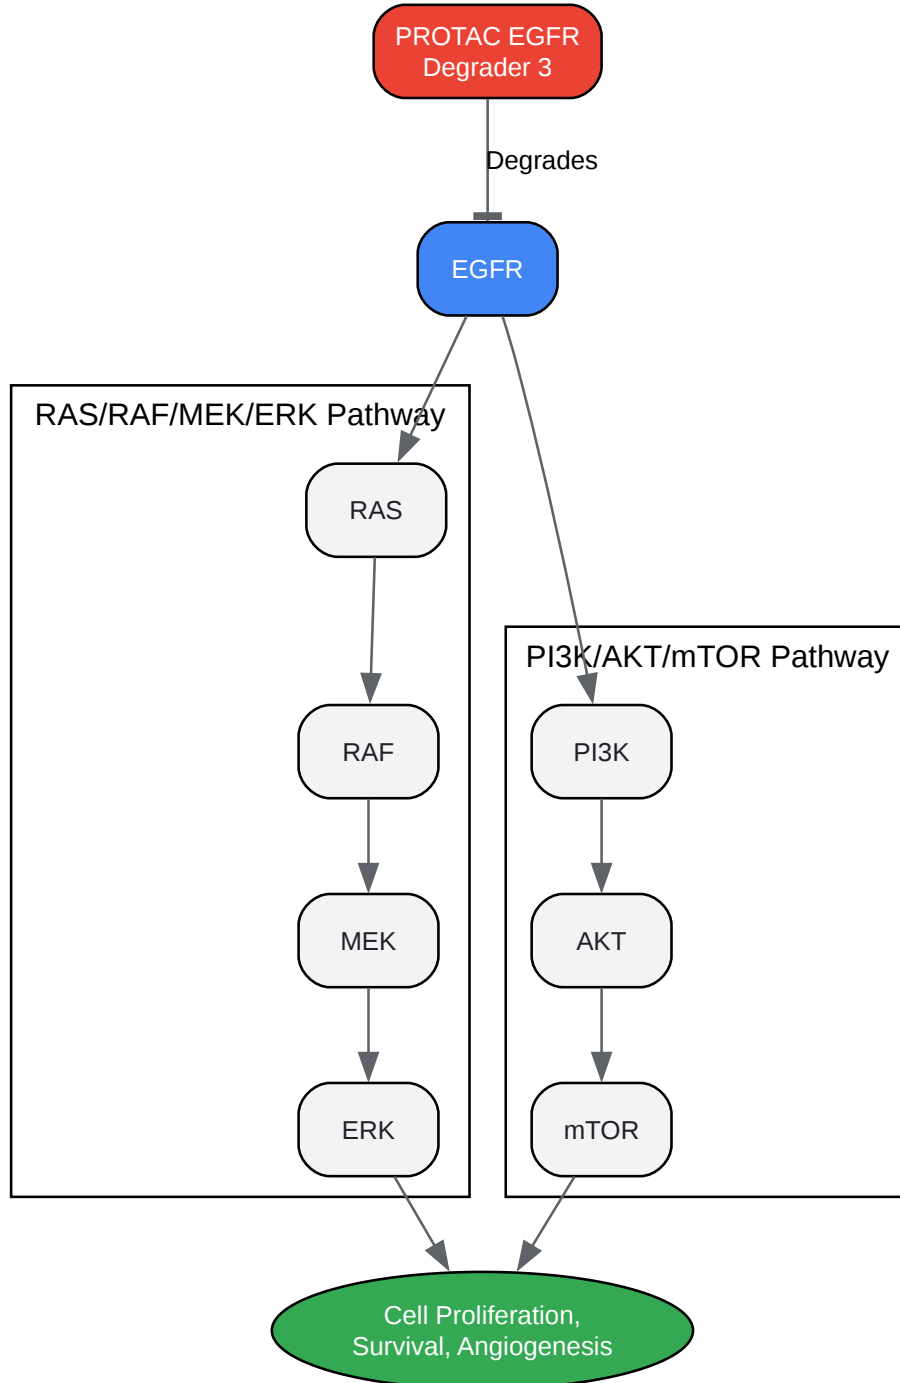 PROTAC EGFR
Degrader 3
Degrades
EGFR
RAS/RAF/MEK/ERK Pathway
RAS
PI3K/AKT/mTOR Pathway
RAF
PI3K
MEK
AKT
ERK
mTOR
Cell Proliferation,
Survival, Angiogenesis